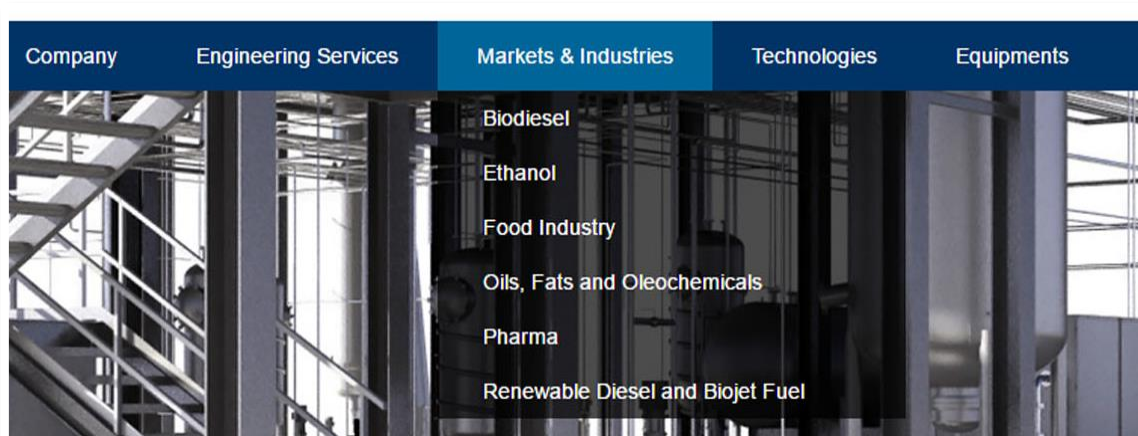 Company Engineering Services Markets & Industries Technologies Equipments
Biodiesel
Ethanol
Food Industry
Oils, Fats and Oleochemicals
Pharma
Renewable Diesel and Biojet Fuel